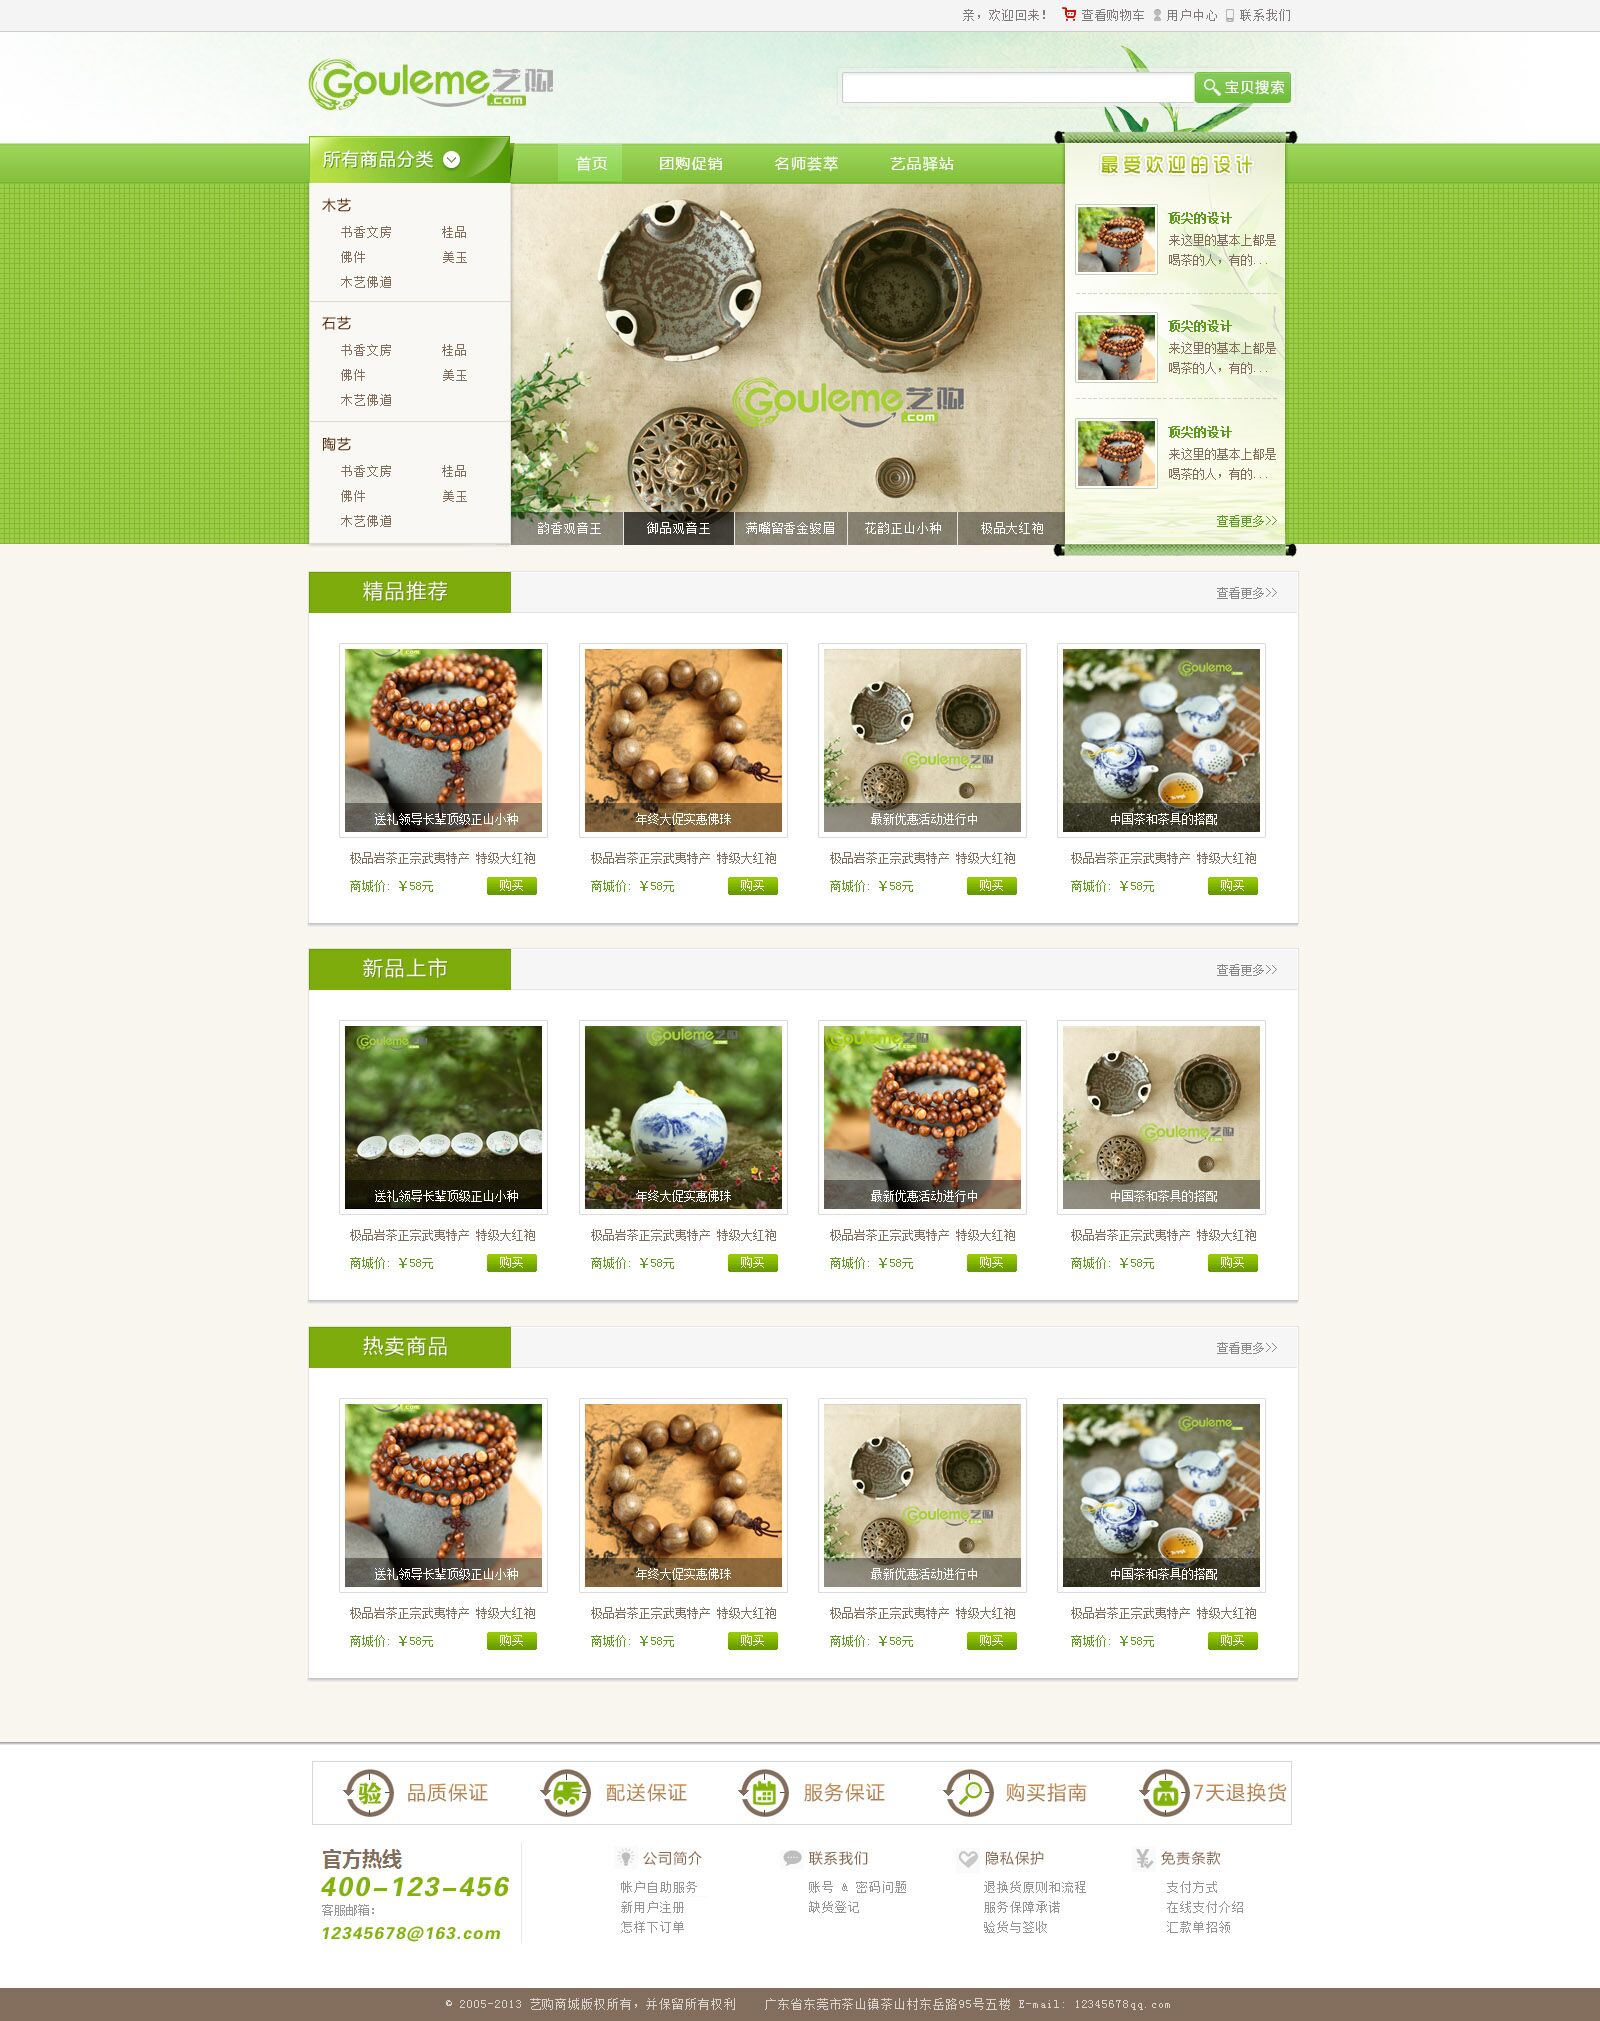 亲，欢迎回来！ 查看购物车 用户中心 联系我们
Gouleme艺购
.com
宝贝搜索
所有商品分类
首页 团购促销 名师荟萃 艺品驿站
最受欢迎的设计
木艺
书香文房 桂品
佛件 美玉
木艺佛道
石艺
书香文房 桂品
佛件 美玉
木艺佛道
陶艺
书香文房 桂品
佛件 美玉
木艺佛道
Gouleme艺购
.com
韵香观音王 御品观音王 满嘴留香金骏眉 花韵正山小种 极品大红袍
顶尖的设计
来这里的基本上都是
喝茶的人，有的...
顶尖的设计
来这里的基本上都是
喝茶的人，有的...
顶尖的设计
来这里的基本上都是
喝茶的人，有的...
查看更多>>
精品推荐 查看更多>>
送礼领导长辈顶级正山小种 年终大促实惠佛珠 最新优惠活动进行中 中国茶和茶具的搭配
极品岩茶正宗武夷特产 特级大红袍 极品岩茶正宗武夷特产 特级大红袍 极品岩茶正宗武夷特产 特级大红袍 极品岩茶正宗武夷特产 特级大红袍
商城价：￥58元 购买 商城价：￥58元 购买 商城价：￥58元 购买 商城价：￥58元 购买
新品上市 查看更多>>
送礼领导长辈顶级正山小种 年终大促实惠佛珠 最新优惠活动进行中 中国茶和茶具的搭配
极品岩茶正宗武夷特产 特级大红袍 极品岩茶正宗武夷特产 特级大红袍 极品岩茶正宗武夷特产 特级大红袍 极品岩茶正宗武夷特产 特级大红袍
商城价：￥58元 购买 商城价：￥58元 购买 商城价：￥58元 购买 商城价：￥58元 购买
热卖商品 查看更多>>
送礼领导长辈顶级正山小种 年终大促实惠佛珠 最新优惠活动进行中 中国茶和茶具的搭配
极品岩茶正宗武夷特产 特级大红袍 极品岩茶正宗武夷特产 特级大红袍 极品岩茶正宗武夷特产 特级大红袍 极品岩茶正宗武夷特产 特级大红袍
商城价：￥58元 购买 商城价：￥58元 购买 商城价：￥58元 购买 商城价：￥58元 购买
验 品质保证 配送保证 服务保证 购买指南 7天退换货
官方热线
400-123-456
客服邮箱：
12345678@163.com
公司简介
帐户自助服务
新用户注册
怎样下订单
联系我们
账号 & 密码问题
缺货登记
隐私保护
退换货原则和流程
服务保障承诺
验货与签收
免责条款
支付方式
在线支付介绍
汇款单招领
© 2005-2013 艺购商城版权所有，并保留所有权利 广东省东莞市茶山镇茶山村东岳路95号五楼 E-mail: 12345678qq.com